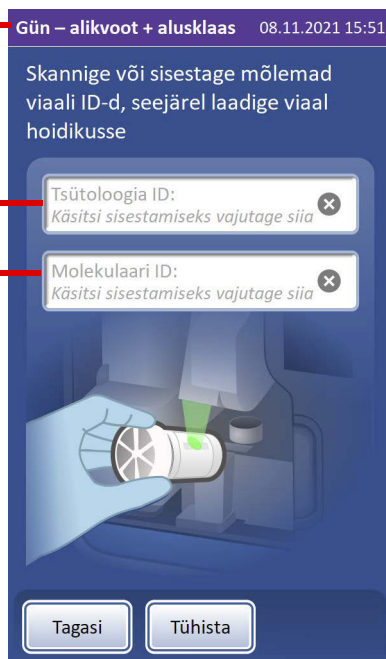 Gün – alikvoot + alusklaas 08.11.2021 15:51
Skannige või sisestage mõlemad
viaali ID-d, seejärel laadige viaal
hoidikusse
Tsütoloogia ID:
Käsitsi sisestamiseks vajutage siia
Molekulaari ID:
Käsitsi sisestamiseks vajutage siia
Tagasi Tühista